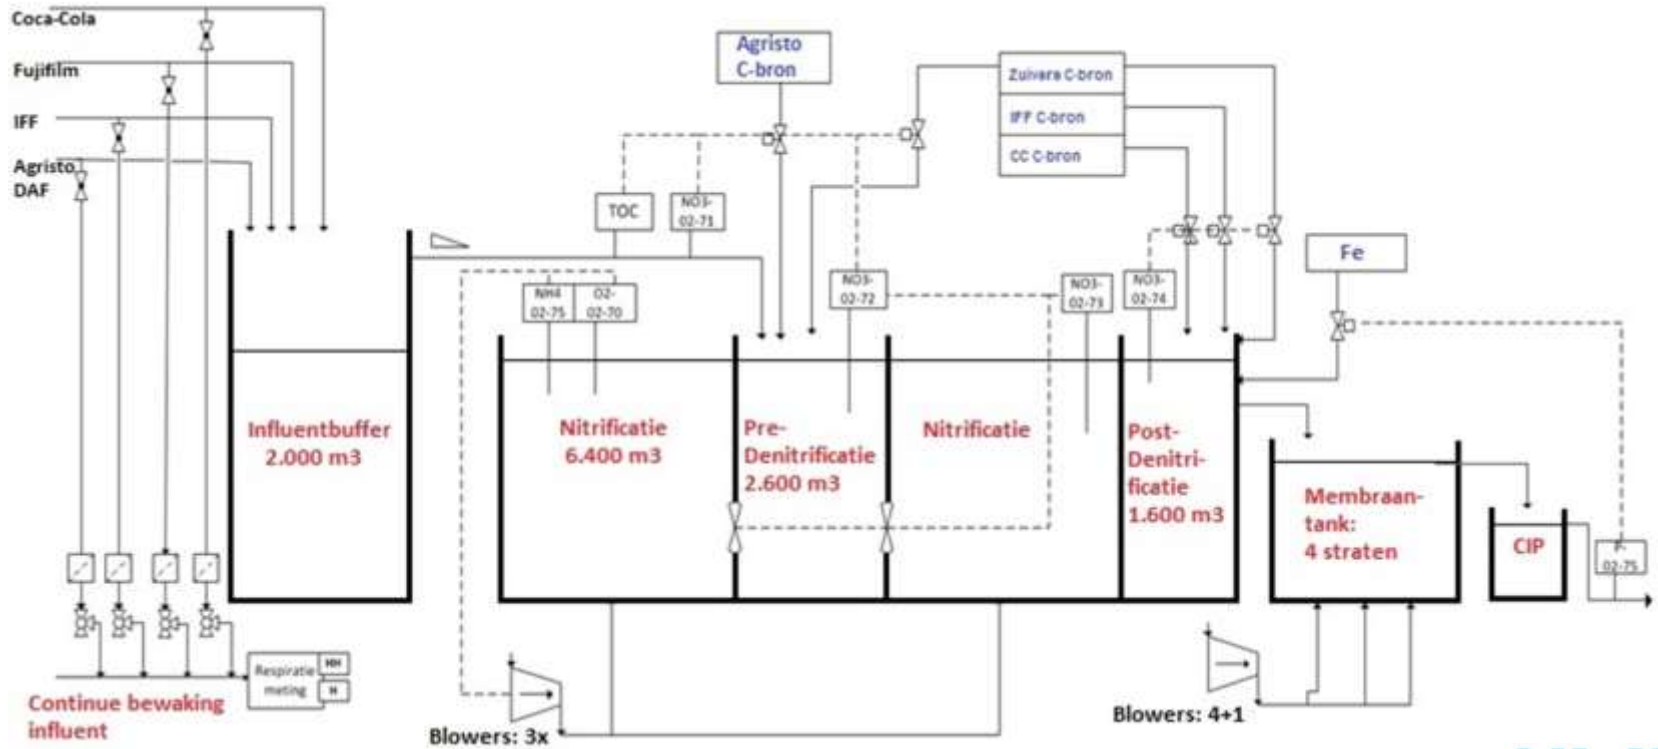 Coca-Cola
Fujifilm
IFF
Agristo
DAF
Agristo
C-bron
Zuivera C-bron
IFF C-bron
CC C-bron
TOC
NO3-
02-71
Fe
NH4
02-75
O2-
02-70
NO3-
02-72
NO3-
02-73
NO3-
02-74
Influentbuffer
2.000 m3
Nitrificatie
6.400 m3
Pre-
Denitrificatie
2.600 m3
Nitrificatie
Post-
Denitri-
ficatie
1.600 m3
Membraan-
tank:
4 straten
CIP
02-75
Respiratie
meting
HH
H
Continue bewaking
influent
Blowers: 3x
Blowers: 4+1